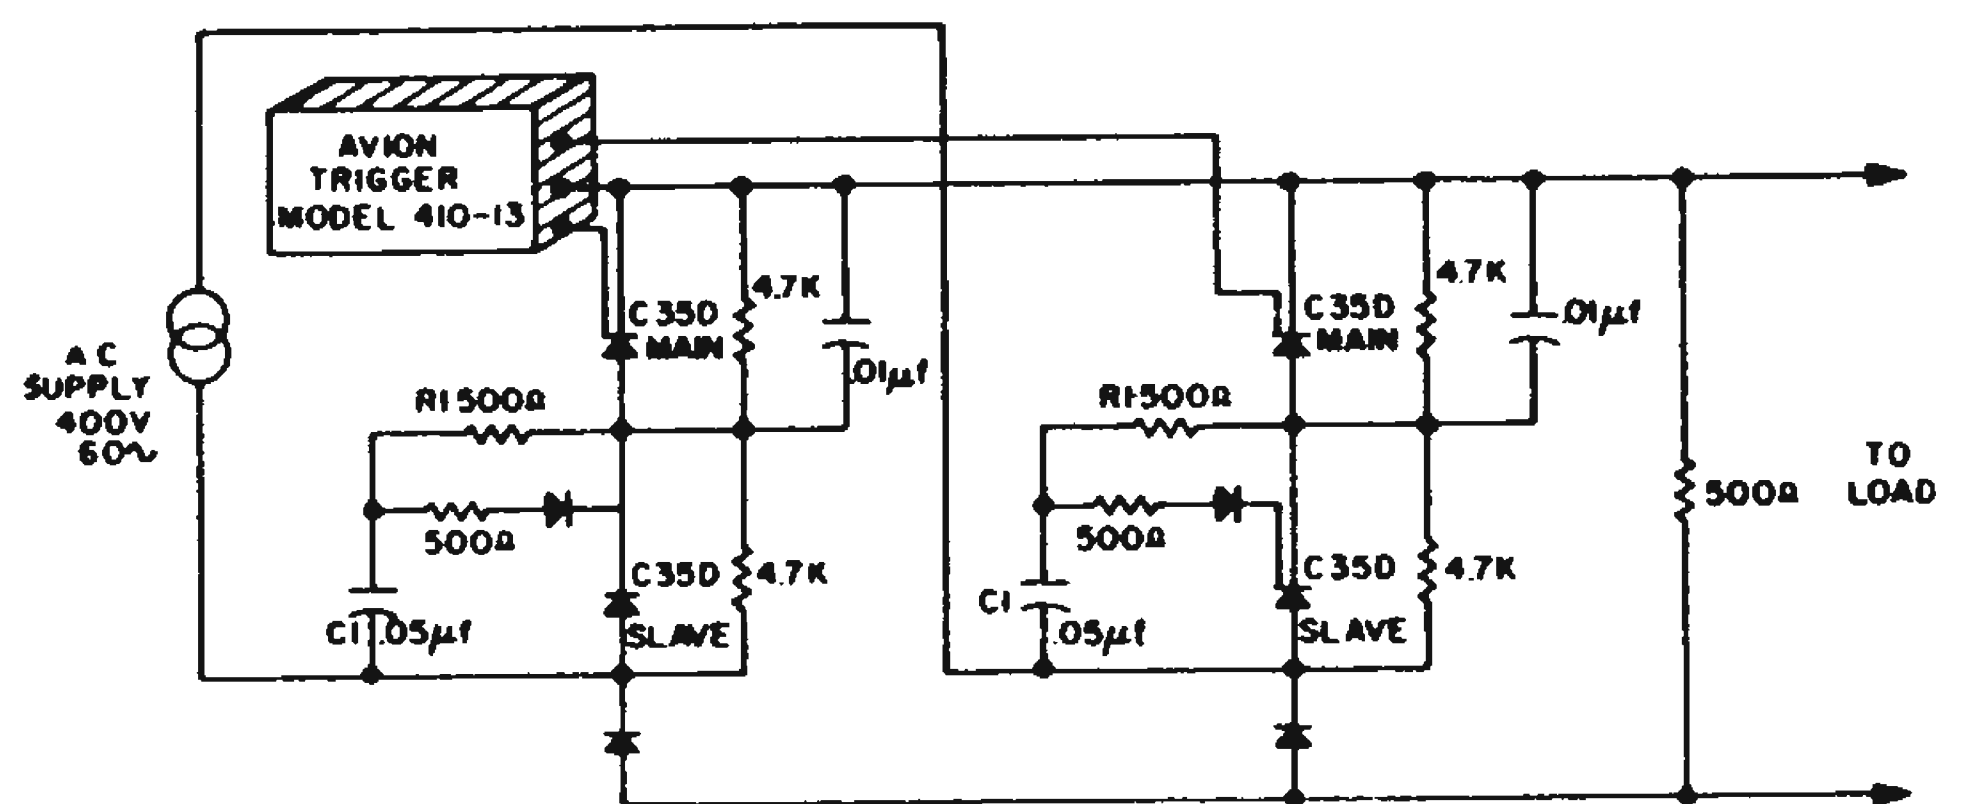 AVION
TRIGGER
MODEL 410-13
4.7K
C35D
MAIN
.01µf
AC
SUPPLY
400V
60~
R1 500Ω
500Ω
C35D
4.7K
SLAVE
C1 .05µf
4.7K
C35D
MAIN
.01µf
R1-500Ω
500Ω
C35D
4.7K
SLAVE
C1
.05µf
500Ω
TO
LOAD